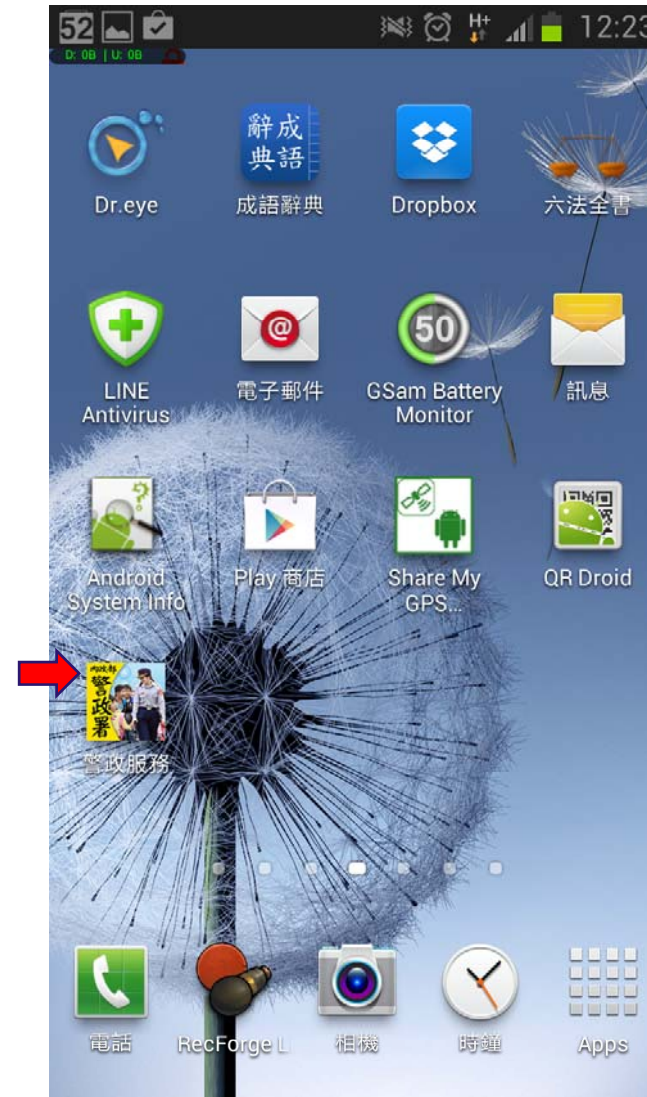 52 H+ 12:23
D: 0B | U: 0B
辭成
典語
Dr.eye 成語辭典 Dropbox 六法全書
@ 50
LINE Antivirus 電子郵件 GSam Battery Monitor 訊息
Android System Info Play 商店 Share My GPS... QR Droid
內政部
警政署
警政服務
電話 RecForge L 相機 時鐘 Apps